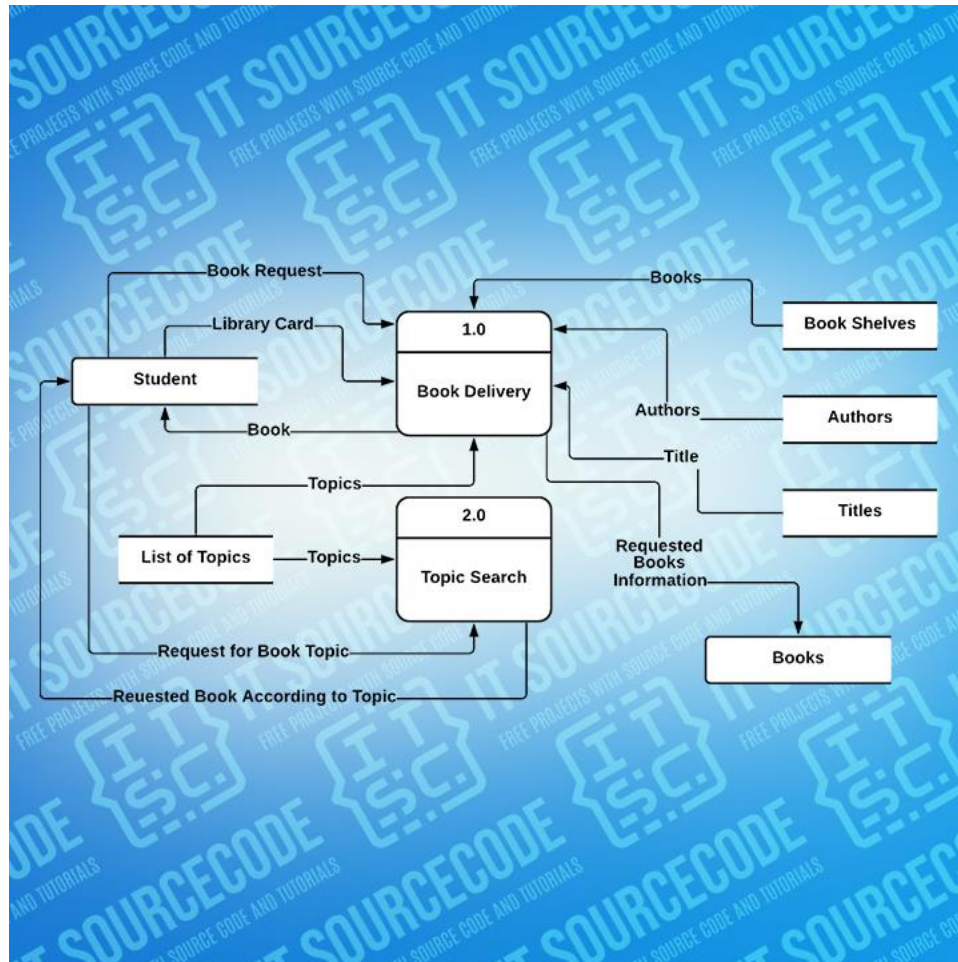 IT SOURCECODE
FREE PROJECTS WITH SOURCE CODE AND TUTORIALS
Book Request
Books
Library Card
1.0
Book Shelves
Student
Book Delivery
Authors
Authors
Book
Title
Topics
2.0
Titles
List of Topics
Topics
Topic Search
Requested
Books
Information
Request for Book Topic
Books
Reuested Book According to Topic